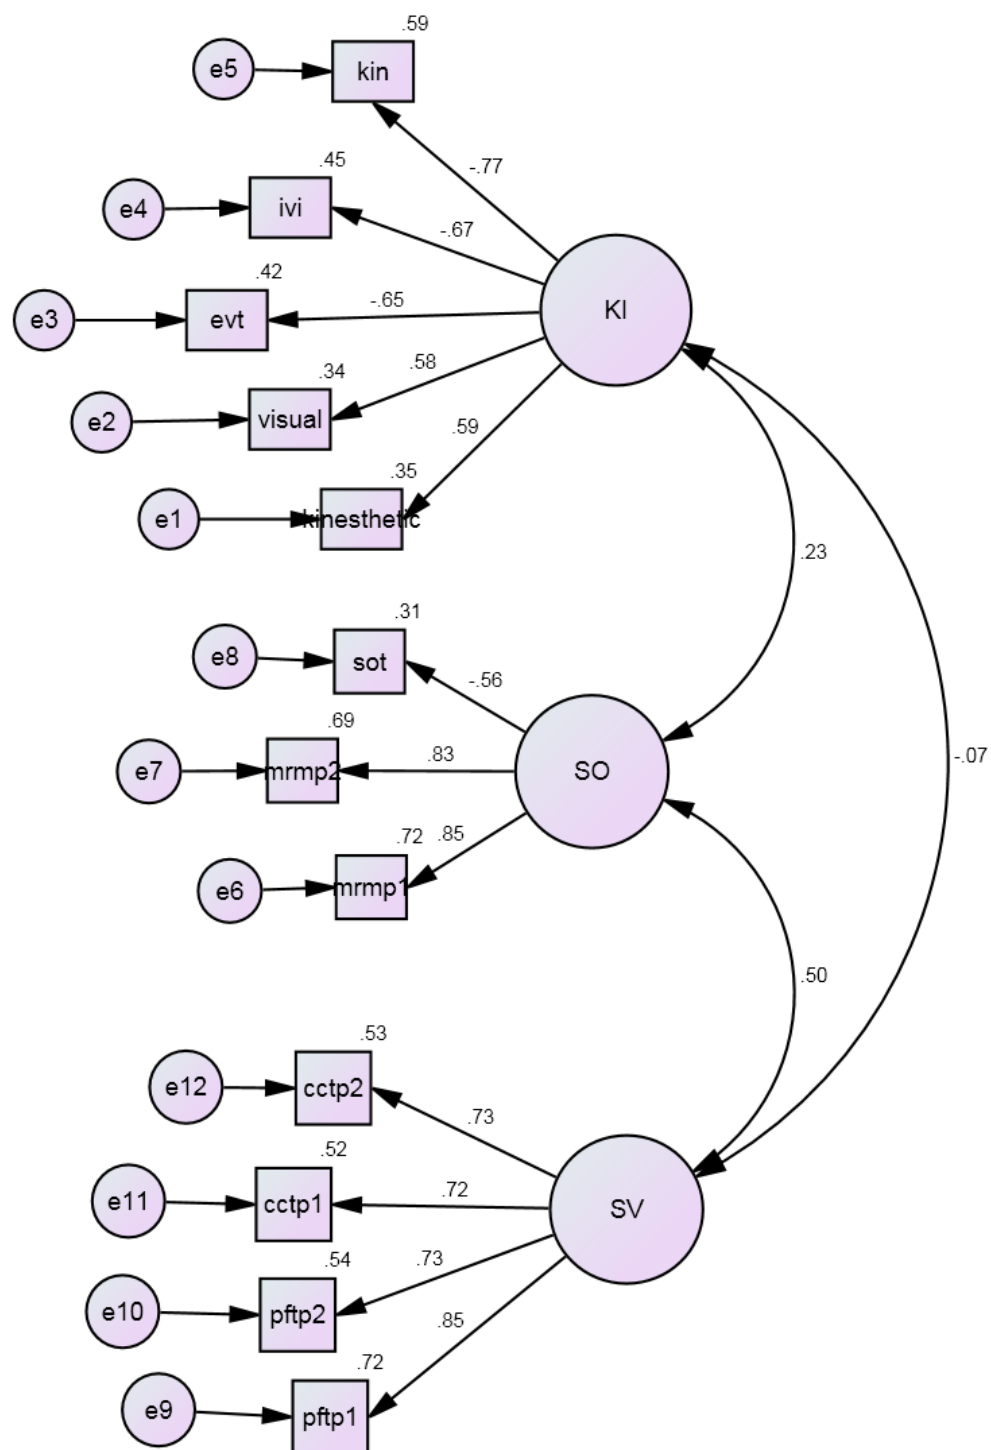 .59
e5
kin
-.77
.45
e4
ivi
-.67
.42
e3
evt
-.65
KI
.34
.58
e2
visual
.59
.35
e1
kinesthetic
.23
.31
e8
sot
-.56
.69
e7
mrmp2
.83
SO
-.07
.72
.85
e6
mrmp1
.50
.53
e12
cctp2
.73
.52
e11
cctp1
.72
SV
.54
.73
e10
pftp2
.85
.72
e9
pftp1